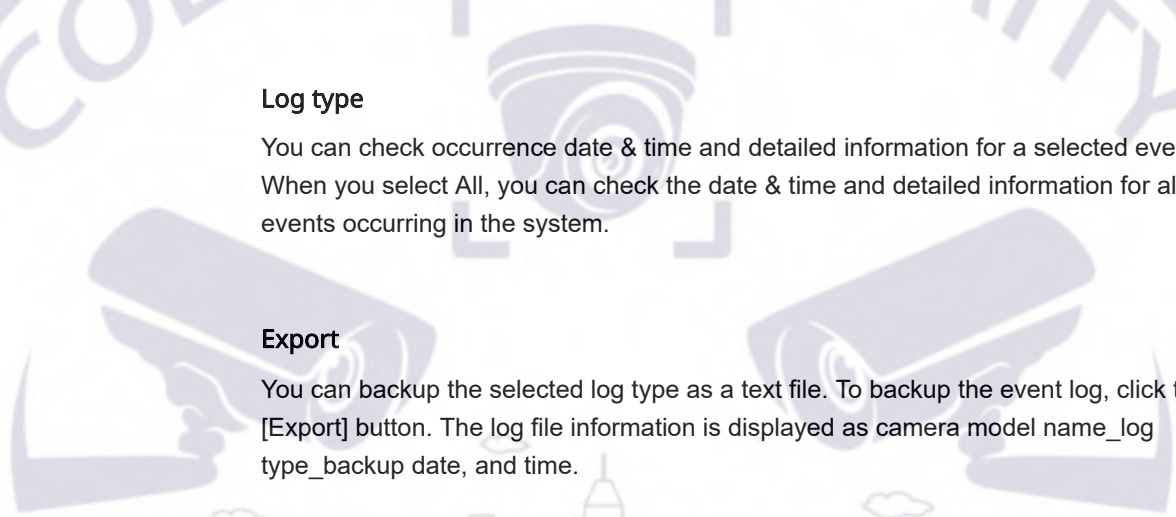 Log type
You can check occurrence date & time and detailed information for a selected eve
When you select All, you can check the date & time and detailed information for al
events occurring in the system.
Export
You can backup the selected log type as a text file. To backup the event log, click t
[Export] button. The log file information is displayed as camera model name_log
type_backup date, and time.